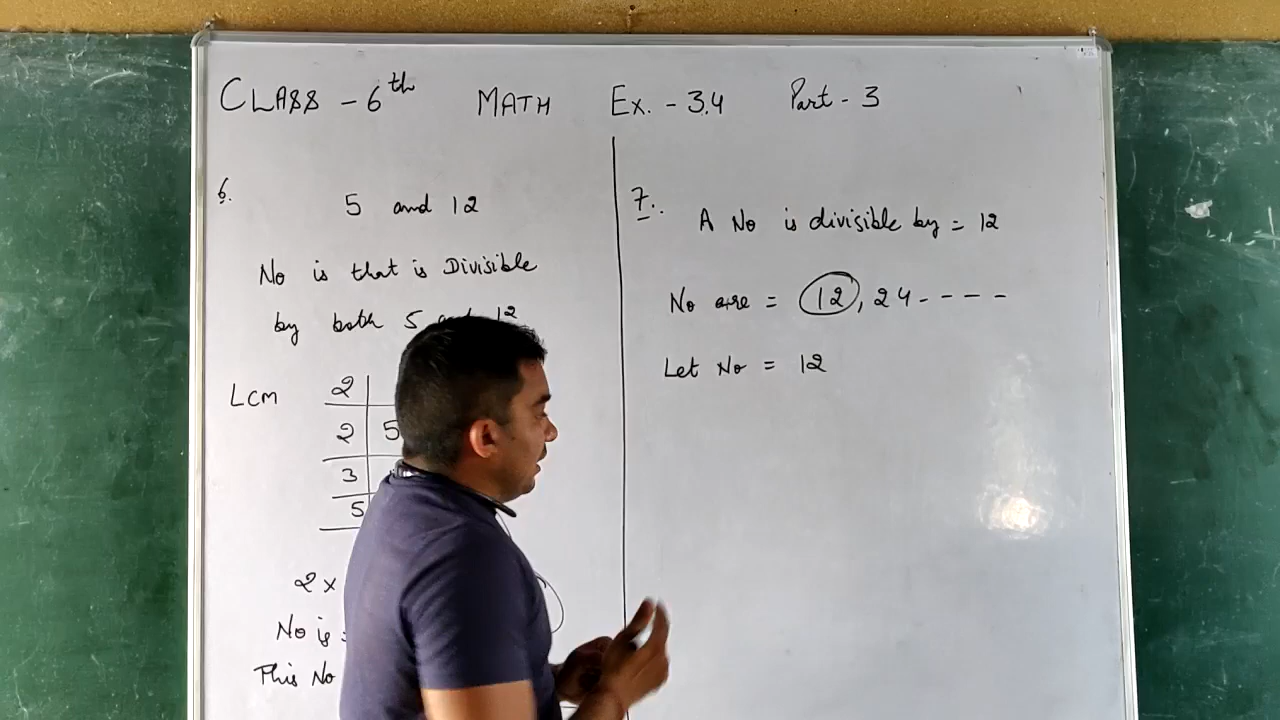 CLASS - 6th MATH Ex. - 3.4 Part - 3
6.
5 and 12
No is that is Divisible
by both 5 and 12
LCM
2
2 5
3
5
2 ×
No is =
This No
7.
A No is divisible by = 12
No are = 12, 24 - - - -
Let No = 12